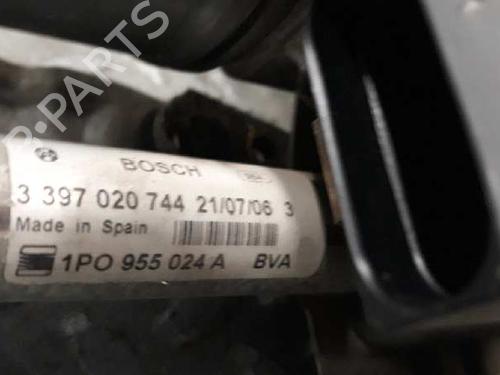 B-PARTS
BOSCH
3 397 020 744 21/07/06 3
Made in Spain
1PO 955 024 A BVA